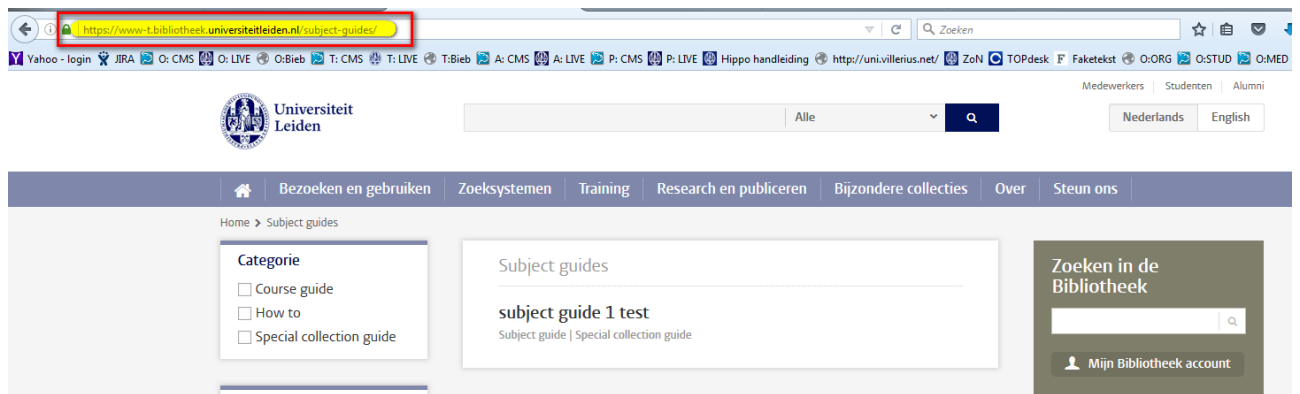 https://www-t.bibliotheek.universiteitleiden.nl/subject-guides/
Zoeken
Yahoo - login JIRA O: CMS O: LIVE O:Bieb T: CMS T: LIVE T:Bieb A: CMS A: LIVE P: CMS P: LIVE Hippo handleiding http://uni.villerius.net/ ZoN TOPdesk F Faketekst O:ORG O:STUD O:MED
Medewerkers Studenten Alumni
Universiteit
Leiden
Alle
Nederlands English
Bezoeken en gebruiken Zoeksystemen Training Research en publiceren Bijzondere collecties Over Steun ons
Home > Subject guides
Categorie
Course guide
How to
Special collection guide
Subject guides
subject guide 1 test
Subject guide | Special collection guide
Zoeken in de
Bibliotheek
Mijn Bibliotheek account